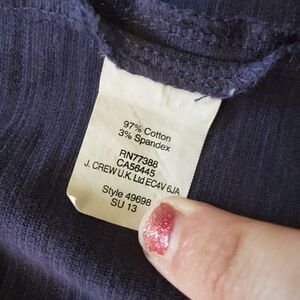 97% Cotton
3% Spandex
RN77388
CA56445
J. CREW U.K. Ltd EC4V 6JA
Style 49698
SU 13